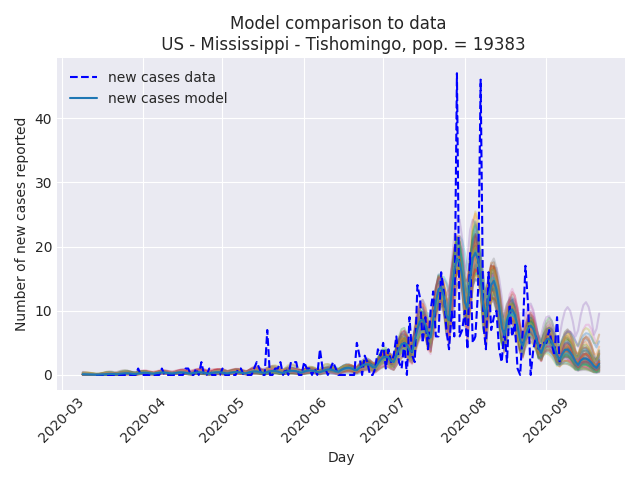 Model comparison to data
US - Mississippi - Tishomingo, pop. = 19383
new cases data
new cases model
Number of new cases reported
40
30
20
10
0
2020-03
2020-04
2020-05
2020-06
2020-07
2020-08
2020-09
Day